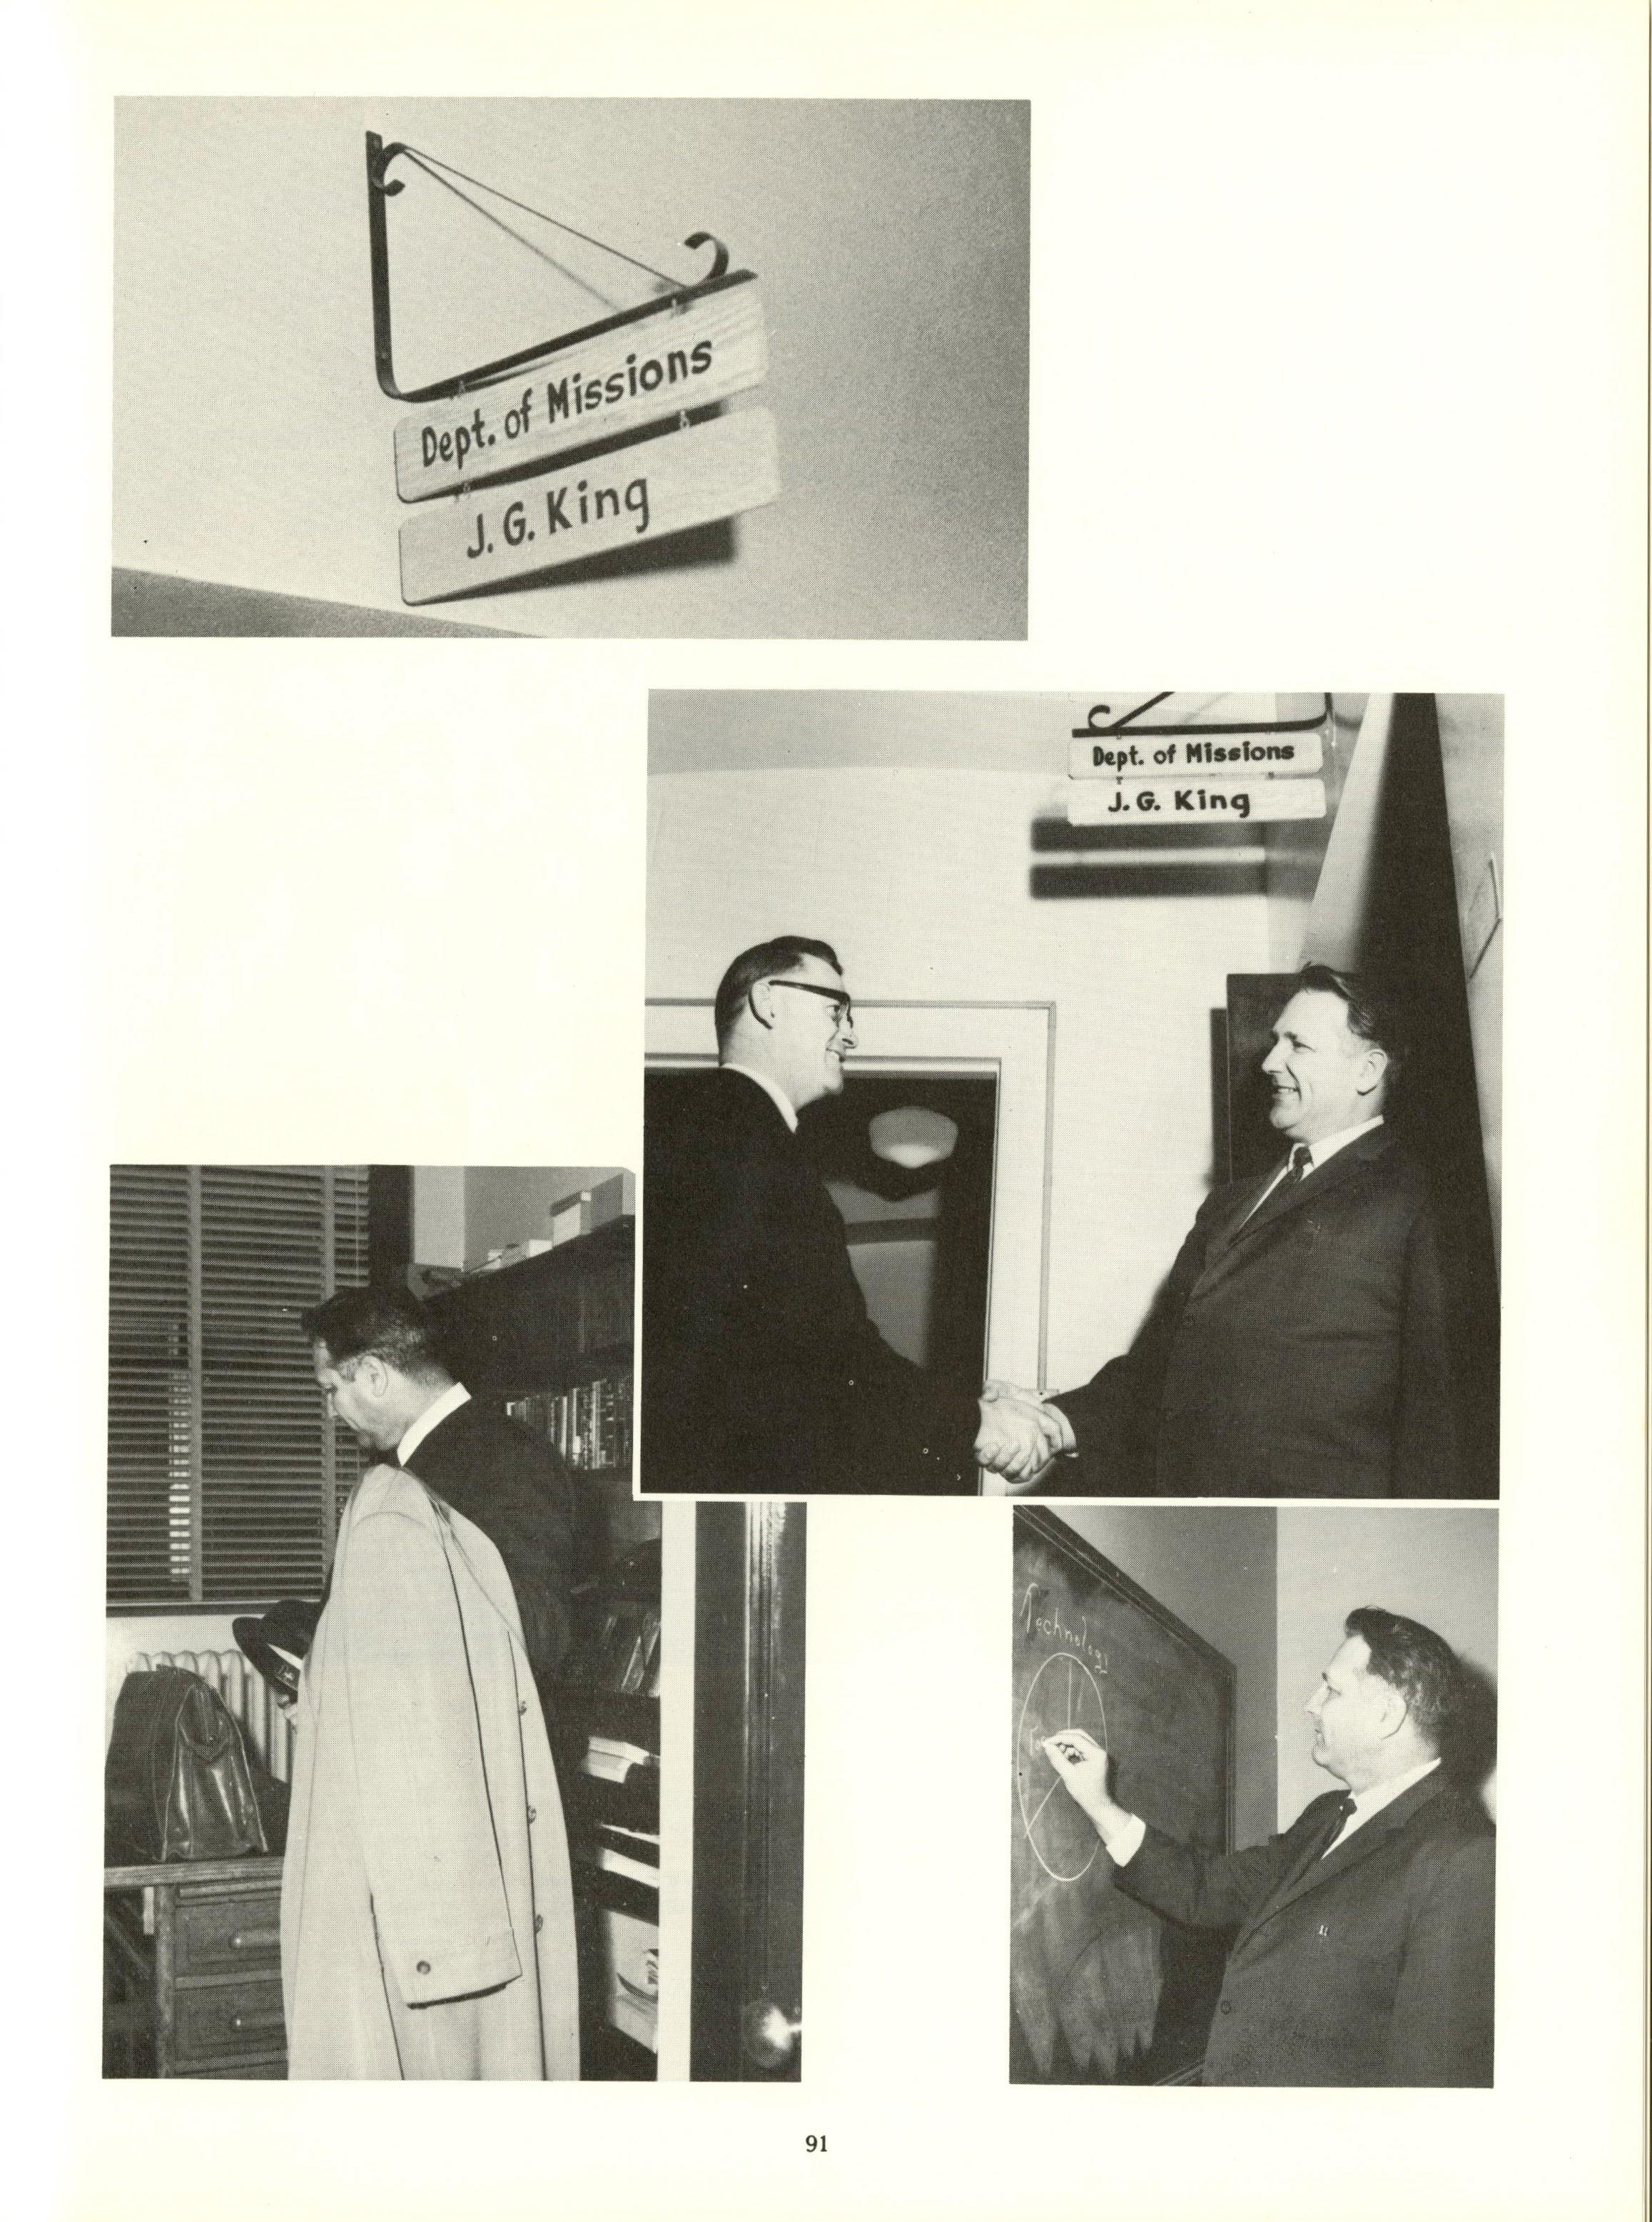 Dept. of Missions
J. G. King
Dept. of Missions
J. G. King
Technology
91